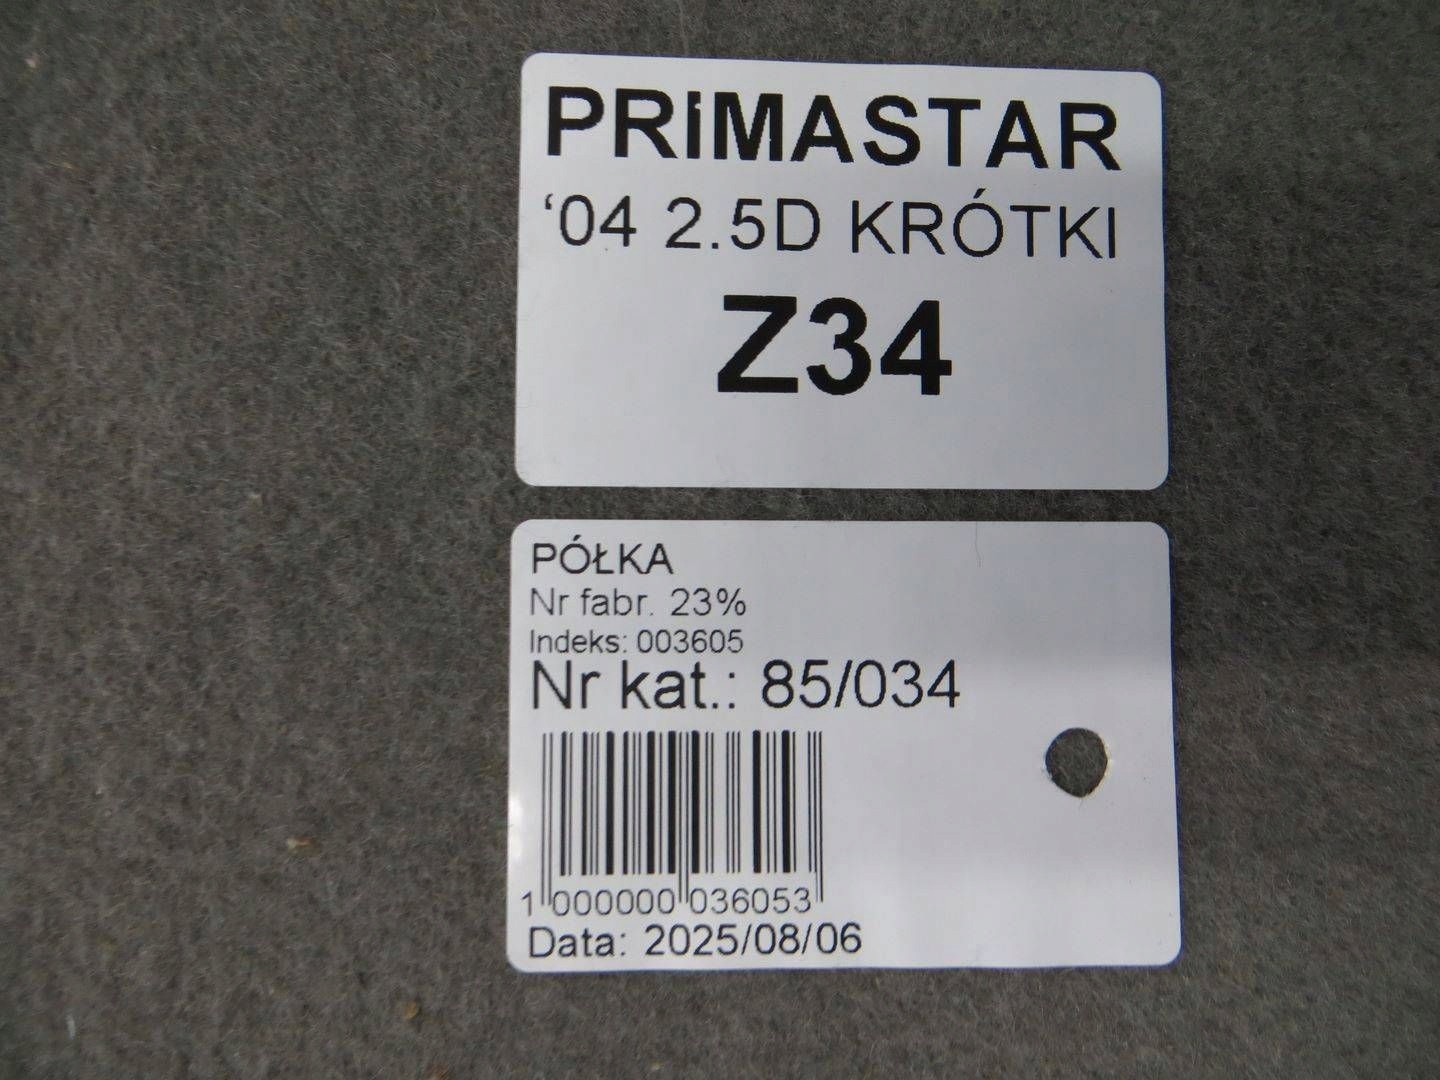 PRiMASTAR
‘04 2.5D KRÓTKI
Z34
PÓŁKA
Nr fabr. 23%
Indeks: 003605
Nr kat.: 85/034
1 000000 036053
Data: 2025/08/06